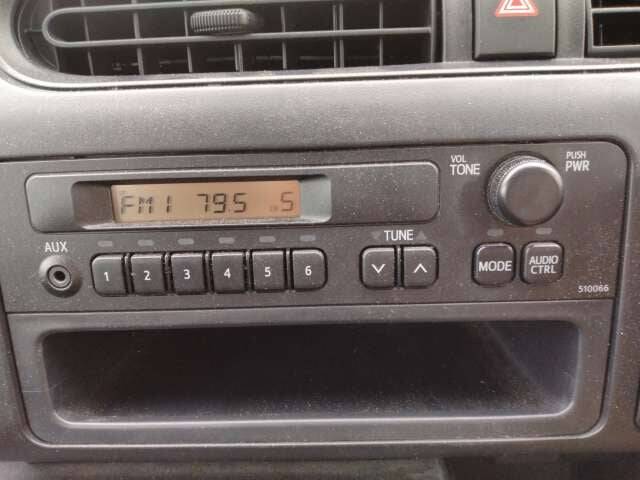 VOL
TONE
PUSH
PWR
FM1 79.5 CH 5
AUX
TUNE
1 2 3 4 5 6
MODE
AUDIO
CTRL
510066